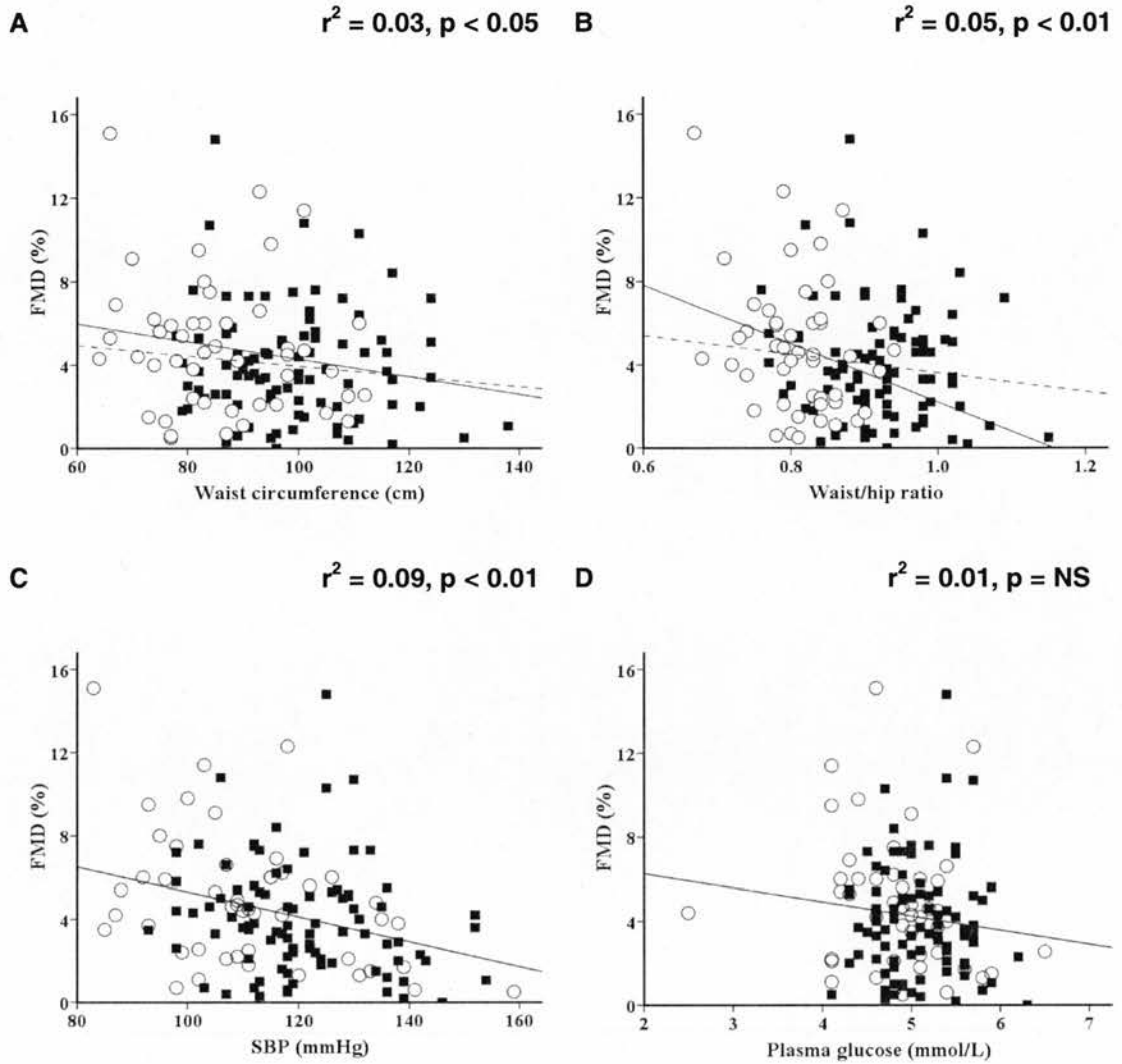 A
r² = 0.03, p < 0.05
16
12
8
4
0
FMD (%)
60
80
100
120
140
Waist circumference (cm)
B
r² = 0.05, p < 0.01
16
12
8
4
0
FMD (%)
0.6
0.8
1.0
1.2
Waist/hip ratio
C
r² = 0.09, p < 0.01
16
12
8
4
0
FMD (%)
80
100
120
140
160
SBP (mmHg)
D
r² = 0.01, p = NS
16
12
8
4
0
FMD (%)
2
3
4
5
6
7
Plasma glucose (mmol/L)